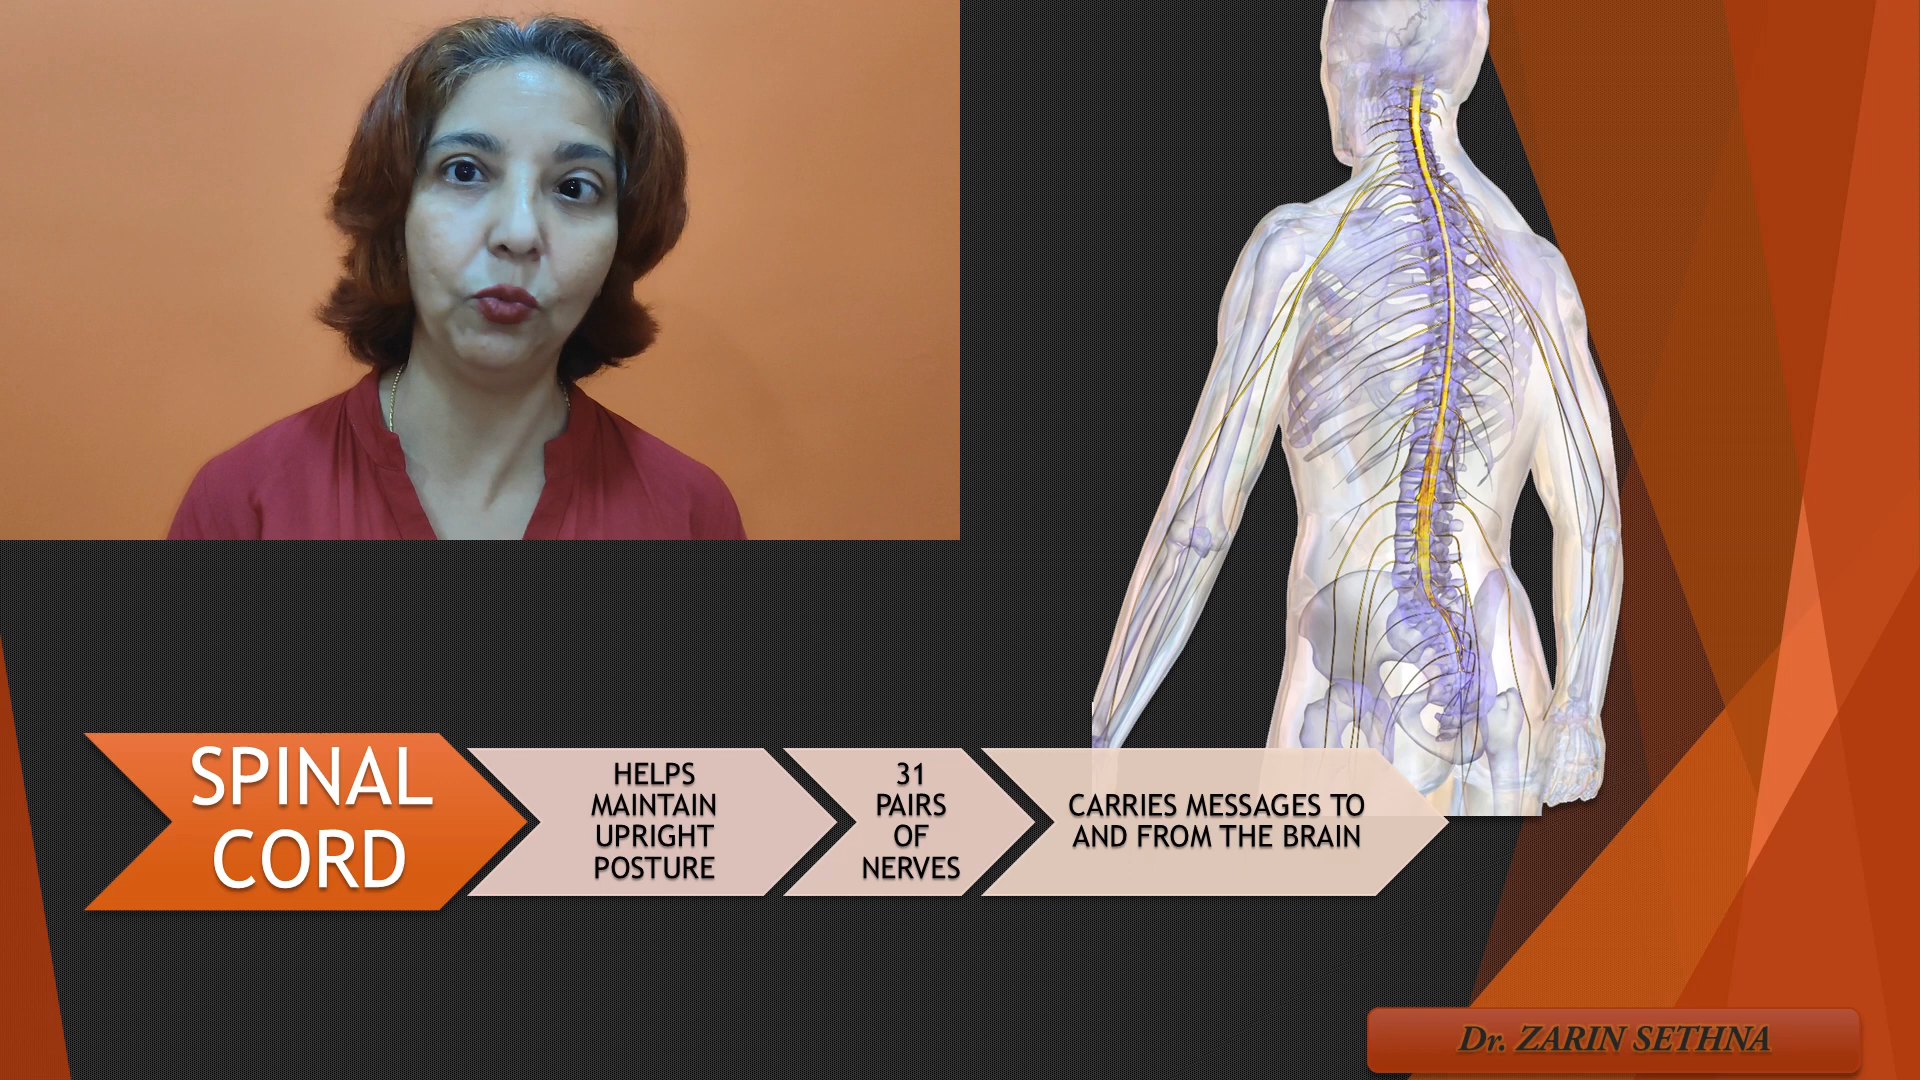 SPINAL
CORD
HELPS
MAINTAIN
UPRIGHT
POSTURE
31
PAIRS
OF
NERVES
CARRIES MESSAGES TO
AND FROM THE BRAIN
Dr. ZARIN SETHNA